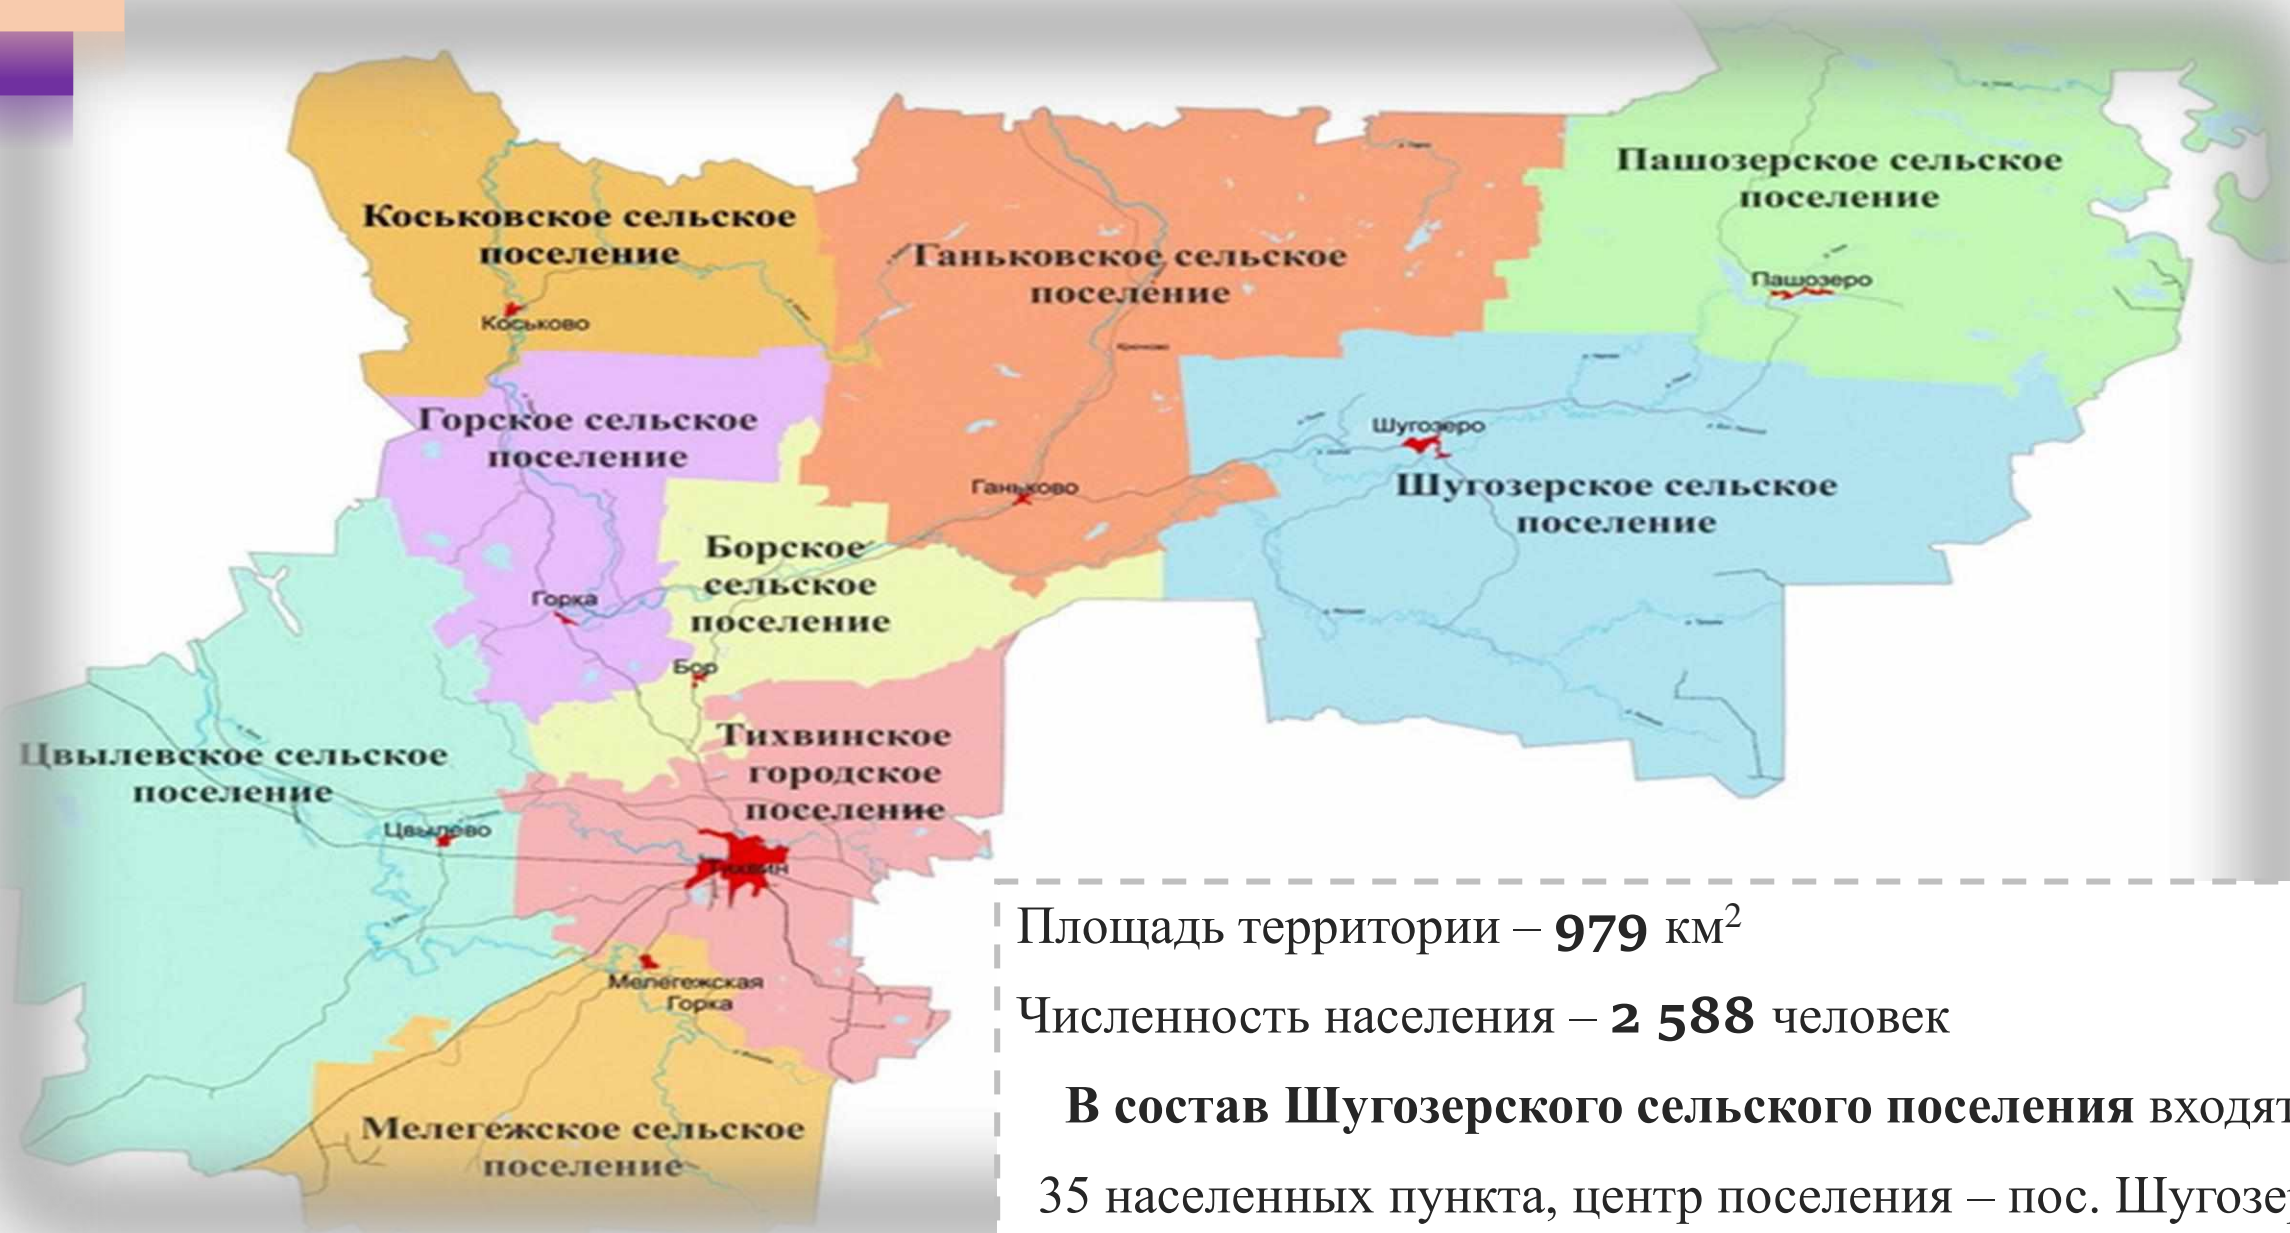 Пашозерское сельское
поселение
Коськовское сельское
поселение
Ганьковское сельское
поселение
Пашозеро
Коськово
Крючково
Горское сельское
поселение
Шугозеро
Ганьково
Шугозерское сельское
поселение
Борское
сельское
поселение
Горка
Бор
Тихвинское
городское
поселение
Цвылевское сельское
поселение
Цвылево
Тихвин
Мелегежская
Горка
Мелегежское сельское
поселение
Площадь территории – 979 км²
Численность населения – 2 588 человек
В состав Шугозерского сельского поселения входят
35 населенных пункта, центр поселения – пос. Шугозе